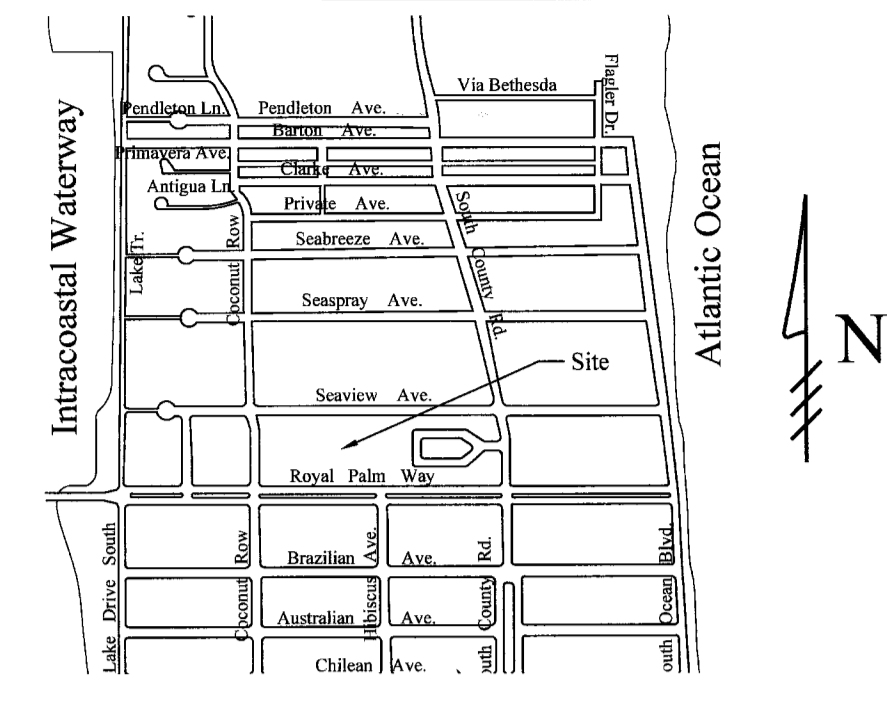 Via Bethesda
Flagler Dr.
Pendleton Ln.
Pendleton Ave.
Barton Ave.
Primavera Ave.
Clarke Ave.
Antigua Ln.
Private Ave.
South County Rd.
Seabreeze Ave.
Lake Tr.
Coconut Row
Seaspray Ave.
Intracoastal Waterway
Atlantic Ocean
N
Site
Seaview Ave.
Royal Palm Way
Lake Drive South
Coconut Row
Brazilian Ave.
Hibiscus Ave.
Australian Ave.
outh County Rd.
outh Ocean Blvd.
Chilean Ave.